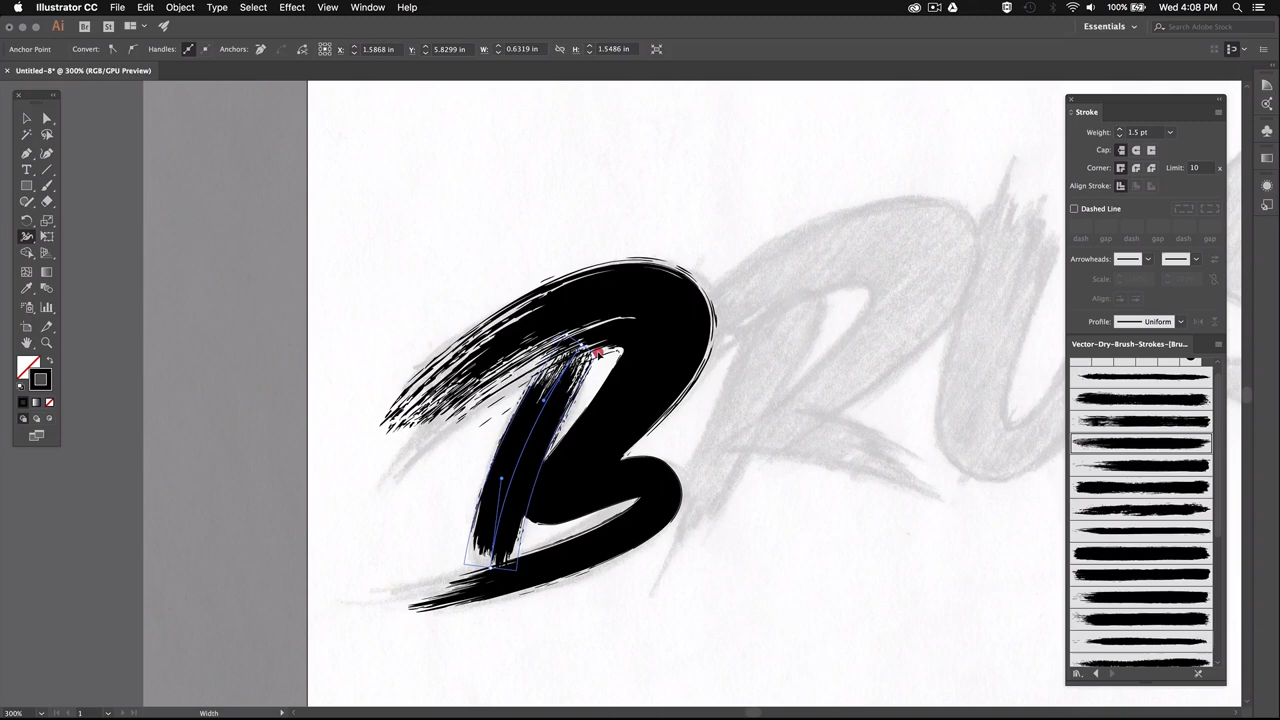 Illustrator CC File Edit Object Type Select Effect View Window Help
100% Wed 4:08 PM
Ai Br St Essentials Search Adobe Stock
Anchor Point Convert: Handles: Anchors: X: 1.5868 in Y: 5.8299 in W: 0.6319 in H: 1.5486 in
Untitled-8* @ 300% (RGB/GPU Preview)
Stroke
Weight: 1.5 pt
Cap:
Corner: Limit: 10 x
Align Stroke:
Dashed Line
dash gap dash gap dash gap
Arrowheads:
Scale:
Align:
Profile: Uniform
Vector-Dry-Brush-Strokes-[Bru...
B
300% 1 Width